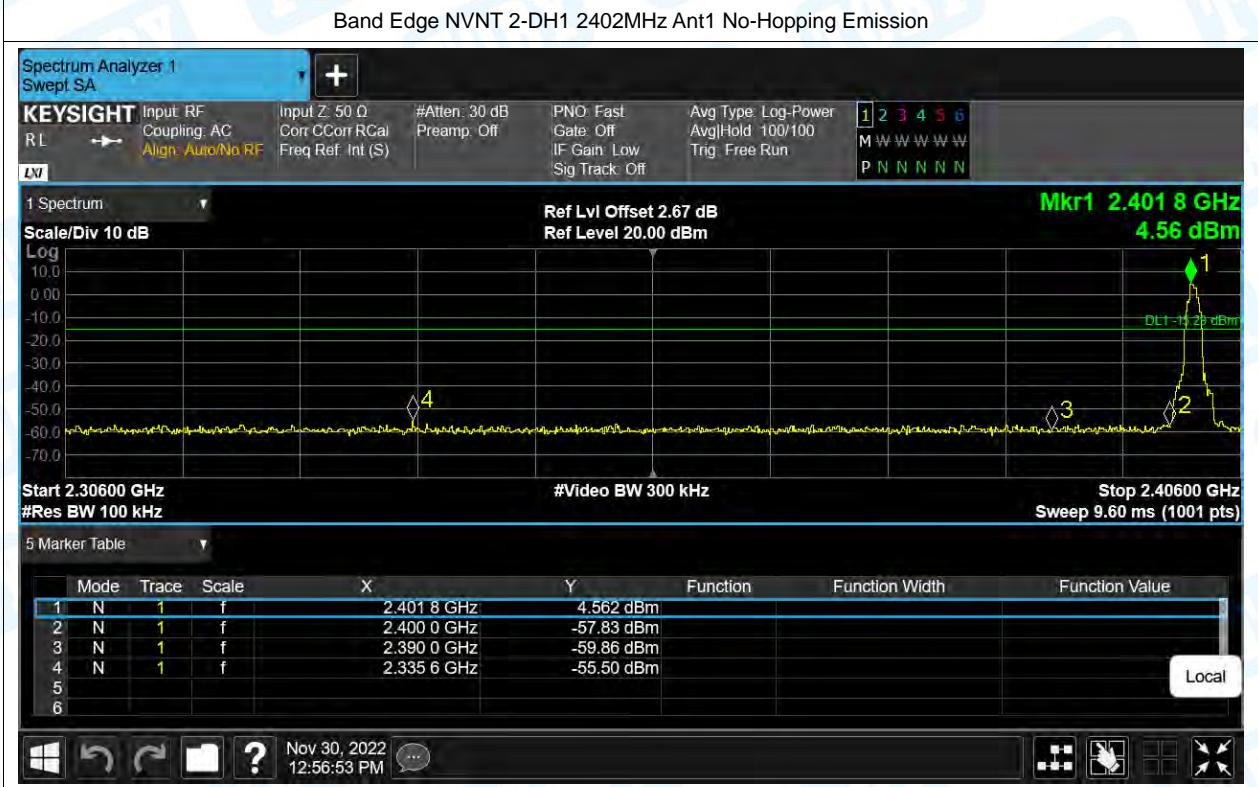 Band Edge NVNT 2-DH1 2402MHz Ant1 No-Hopping Emission
Spectrum Analyzer 1
Swept SA
KEYSIGHT Input: RF Input Z: 50 Ω #Atten: 30 dB PNO: Fast Avg Type: Log-Power 1 2 3 4 5 6
R L Coupling: AC Corr CCorr RCal Preamp: Off Gate: Off Avg|Hold: 100/100 M W W W W W
Align: Auto/No RF Freq Ref: Int (S) IF Gain: Low Trig: Free Run P N N N N N
LXI Sig Track: Off
1 Spectrum Ref Lvl Offset 2.67 dB Mkr1 2.401 8 GHz
Scale/Div 10 dB Ref Level 20.00 dBm 4.56 dBm
Log
10.0 1
0.00
-10.0 DL1 -15.29 dBm
-20.0
-30.0
-40.0
-50.0 4 3 2
-60.0
-70.0
Start 2.30600 GHz #Video BW 300 kHz Stop 2.40600 GHz
#Res BW 100 kHz Sweep 9.60 ms (1001 pts)
5 Marker Table
Mode Trace Scale X Y Function Function Width Function Value
1 N 1 f 2.401 8 GHz 4.562 dBm
2 N 1 f 2.400 0 GHz -57.83 dBm
3 N 1 f 2.390 0 GHz -59.86 dBm
4 N 1 f 2.335 6 GHz -55.50 dBm
5
6
Local
? Nov 30, 2022
12:56:53 PM